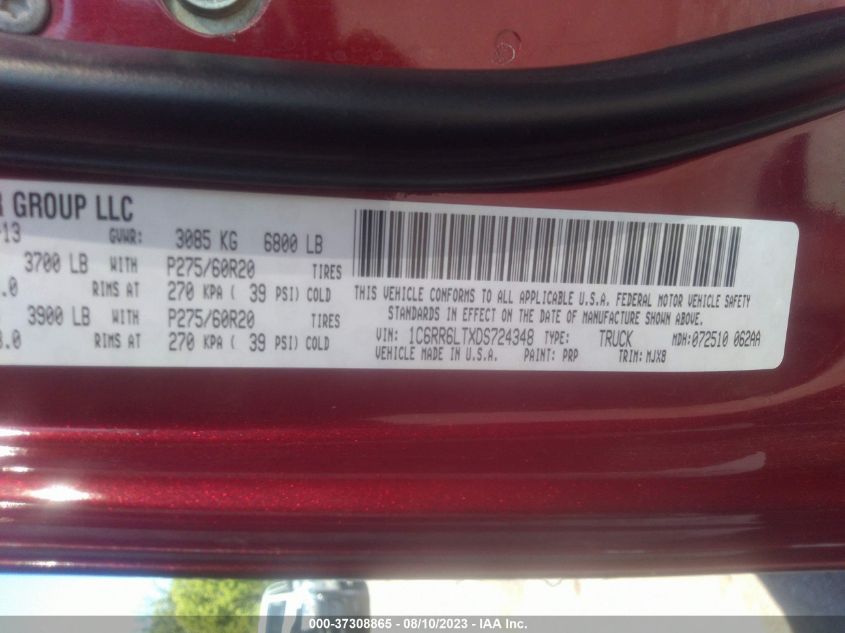 GROUP LLC
13 GVWR: 3085 KG 6800 LB
3700 LB WITH P275/60R20 TIRES
.0 RIMS AT 270 KPA ( 39 PSI) COLD
3900 LB WITH P275/60R20 TIRES
.0 RIMS AT 270 KPA ( 39 PSI) COLD
THIS VEHICLE CONFORMS TO ALL APPLICABLE U.S.A. FEDERAL MOTOR VEHICLE SAFETY
STANDARDS IN EFFECT ON THE DATE OF MANUFACTURE SHOWN ABOVE.
VIN: 1C6RR6LTXDS724348 TYPE: TRUCK MDH: 072510 062AA
VEHICLE MADE IN U.S.A. PAINT: PRP TRIM: MJX8
000-37308865 - 08/10/2023 - IAA Inc.